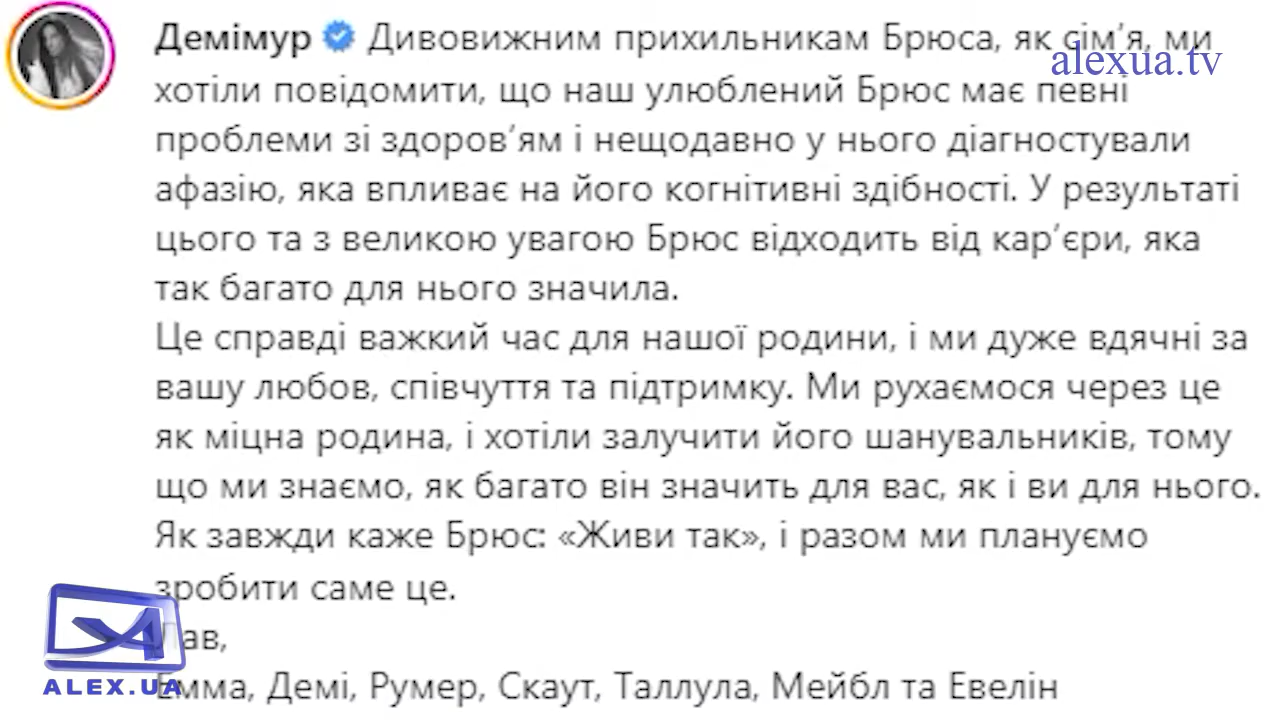 Демімур Дивовижним прихильникам Брюса, як сім’я, ми
alexua.tv
хотіли повідомити, що наш улюблений Брюс має певні
проблеми зі здоров’ям і нещодавно у нього діагностували
афазію, яка впливає на його когнітивні здібності. У результаті
цього та з великою увагою Брюс відходить від кар’єри, яка
так багато для нього значила.
Це справді важкий час для нашої родини, і ми дуже вдячні за
вашу любов, співчуття та підтримку. Ми рухаємося через це
як міцна родина, і хотіли залучити його шанувальників, тому
що ми знаємо, як багато він значить для вас, як і ви для нього.
Як завжди каже Брюс: «Живи так», і разом ми плануємо
зробити саме це.
Лав,
Емма, Демі, Румер, Скаут, Таллула, Мейбл та Евелін
ALEX.UA